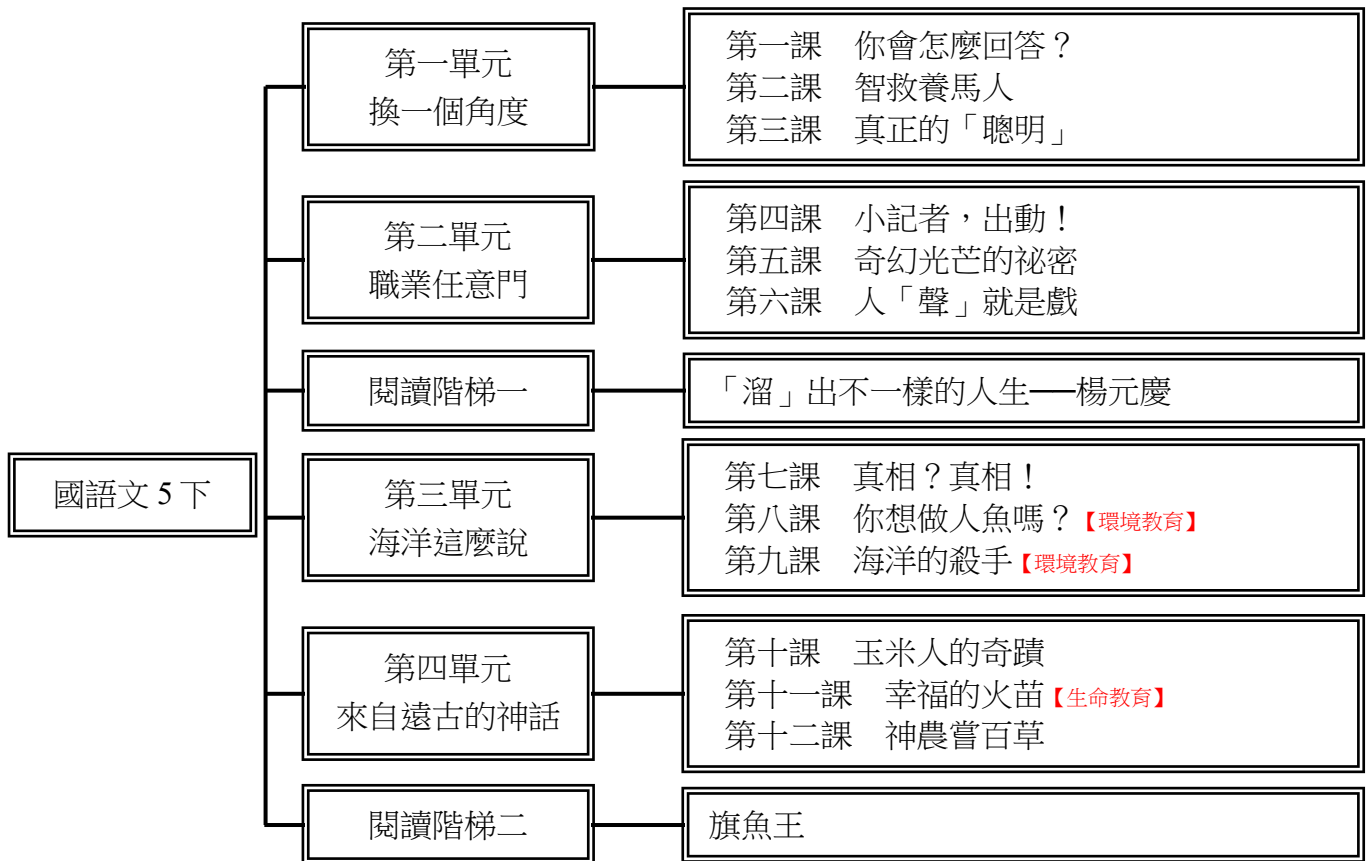 國語文 5 下
第一單元
換一個角度
第一課　你會怎麼回答？
第二課　智救養馬人
第三課　真正的「聰明」
第二單元
職業任意門
第四課　小記者，出動！
第五課　奇幻光芒的祕密
第六課　人「聲」就是戲
閱讀階梯一
「溜」出不一樣的人生──楊元慶
第三單元
海洋這麼說
第七課　真相？真相！
第八課　你想做人魚嗎？【環境教育】
第九課　海洋的殺手【環境教育】
第四單元
來自遠古的神話
第十課　玉米人的奇蹟
第十一課　幸福的火苗【生命教育】
第十二課　神農嘗百草
閱讀階梯二
旗魚王